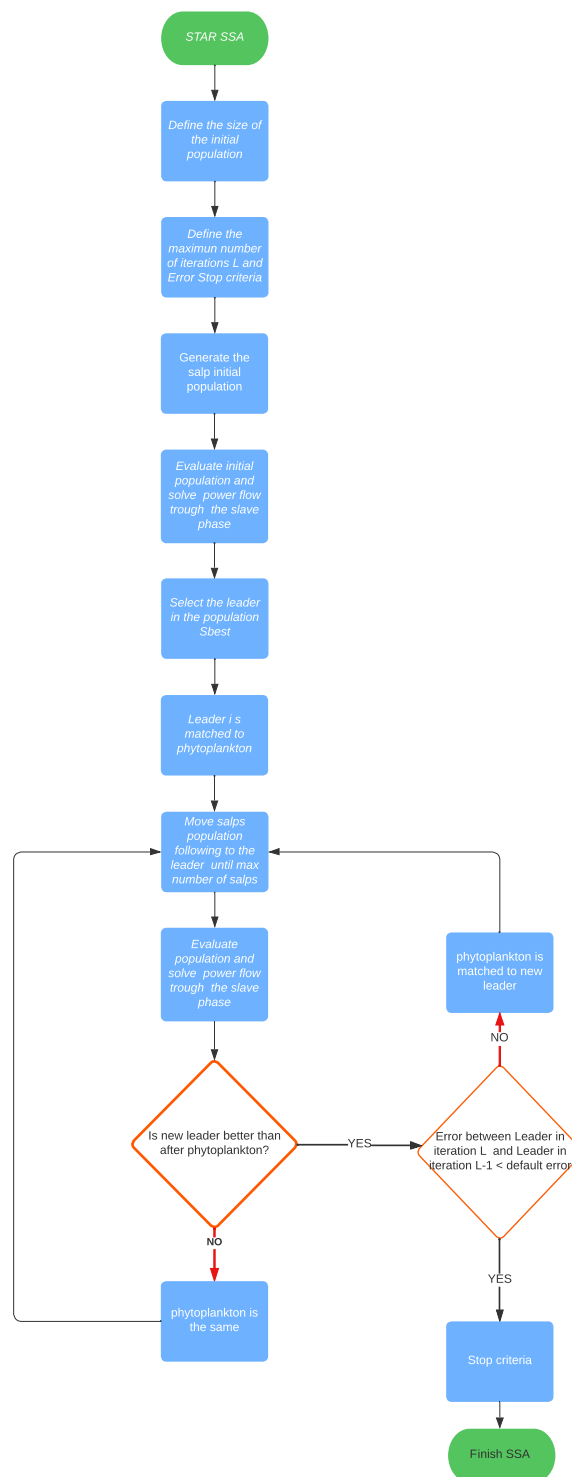 STAR SSA
Define the size of
the initial
population
Define the
maximun number
of iterations L and
Error Stop criteria
Generate the
salp initial
population
Evaluate initial
population and
solve power flow
trough the slave
phase
Select the leader
in the population
Sbest
Leader i s
matched to
phytoplankton
Move salps
population
following to the
leader until max
number of salps
Evaluate
population and
solve power flow
trough the slave
phase
Is new leader better than
after phytoplankton?
YES
NO
phytoplankton is
the same
Error between Leader in
iteration L and Leader in
iteration L-1 < default error
NO
phytoplankton is
matched to new
leader
YES
Stop criteria
Finish SSA